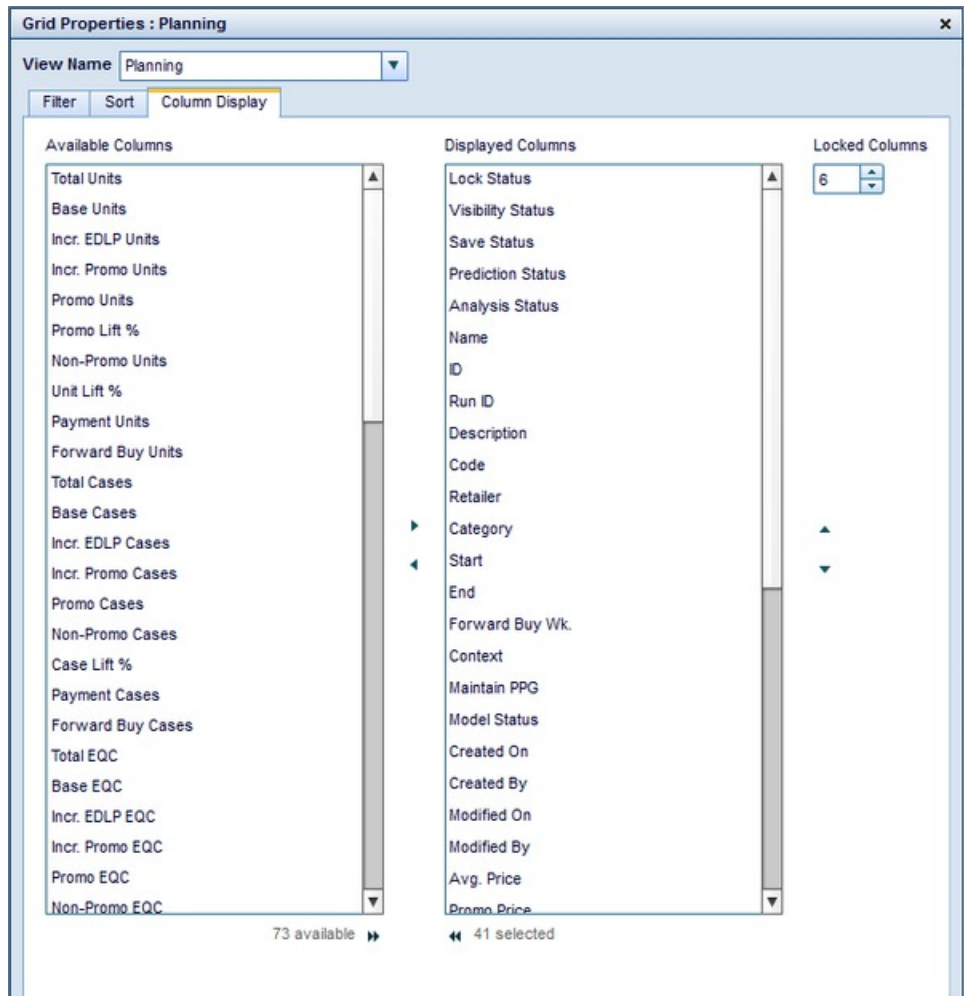 Grid Properties : Planning
View Name Planning
Filter Sort Column Display
Available Columns
Total Units
Base Units
Incr. EDLP Units
Incr. Promo Units
Promo Units
Promo Lift %
Non-Promo Units
Unit Lift %
Payment Units
Forward Buy Units
Total Cases
Base Cases
Incr. EDLP Cases
Incr. Promo Cases
Promo Cases
Non-Promo Cases
Case Lift %
Payment Cases
Forward Buy Cases
Total EQC
Base EQC
Incr. EDLP EQC
Incr. Promo EQC
Promo EQC
Non-Promo EQC
73 available
Displayed Columns
Lock Status
Visibility Status
Save Status
Prediction Status
Analysis Status
Name
ID
Run ID
Description
Code
Retailer
Category
Start
End
Forward Buy Wk.
Context
Maintain PPG
Model Status
Created On
Created By
Modified On
Modified By
Avg. Price
Promo Price
41 selected
Locked Columns
6